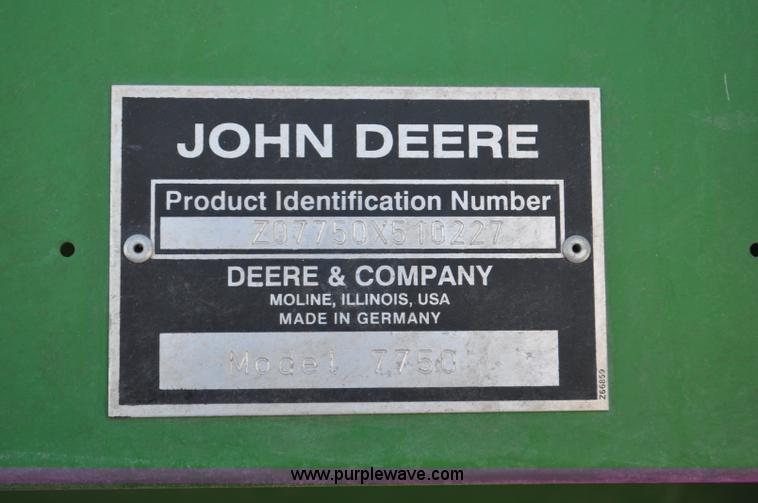 JOHN DEERE
Product Identification Number
Z07750X510227
DEERE & COMPANY
MOLINE, ILLINOIS, USA
MADE IN GERMANY
Model 7750
Z66859
www.purplewave.com